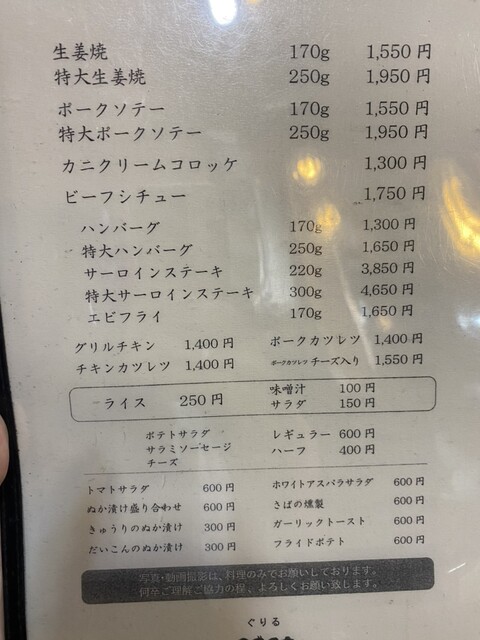 生姜焼 170g 1,550 円
特大生姜焼 250g 1,950 円
ポークソテー 170g 1,550 円
特大ポークソテー 250g 1,950 円
カニクリームコロッケ 1,300 円
ビーフシチュー 1,750 円
ハンバーグ 170g 1,300 円
特大ハンバーグ 250g 1,650 円
サーロインステーキ 220g 3,850 円
特大サーロインステーキ 300g 4,650 円
エビフライ 170g 1,650 円
グリルチキン 1,400 円 ポークカツレツ 1,400 円
チキンカツレツ 1,400 円 ポークカツレツ チーズ入り 1,550 円
ライス 250 円
味噌汁 100 円
サラダ 150 円
ポテトサラダ
サラミソーセージ
チーズ
レギュラー 600 円
ハーフ 400 円
トマトサラダ 600 円 ホワイトアスパラサラダ 600 円
ぬか漬け盛り合わせ 600 円 さばの燻製 600 円
きゅうりのぬか漬け 300 円 ガーリックトースト 600 円
だいこんのぬか漬け 300 円 フライドポテト 600 円
写真・動画撮影は、料理のみでお願いしております。
何卒ご理解ご協力の程、よろしくお願い致します。
ぐりる